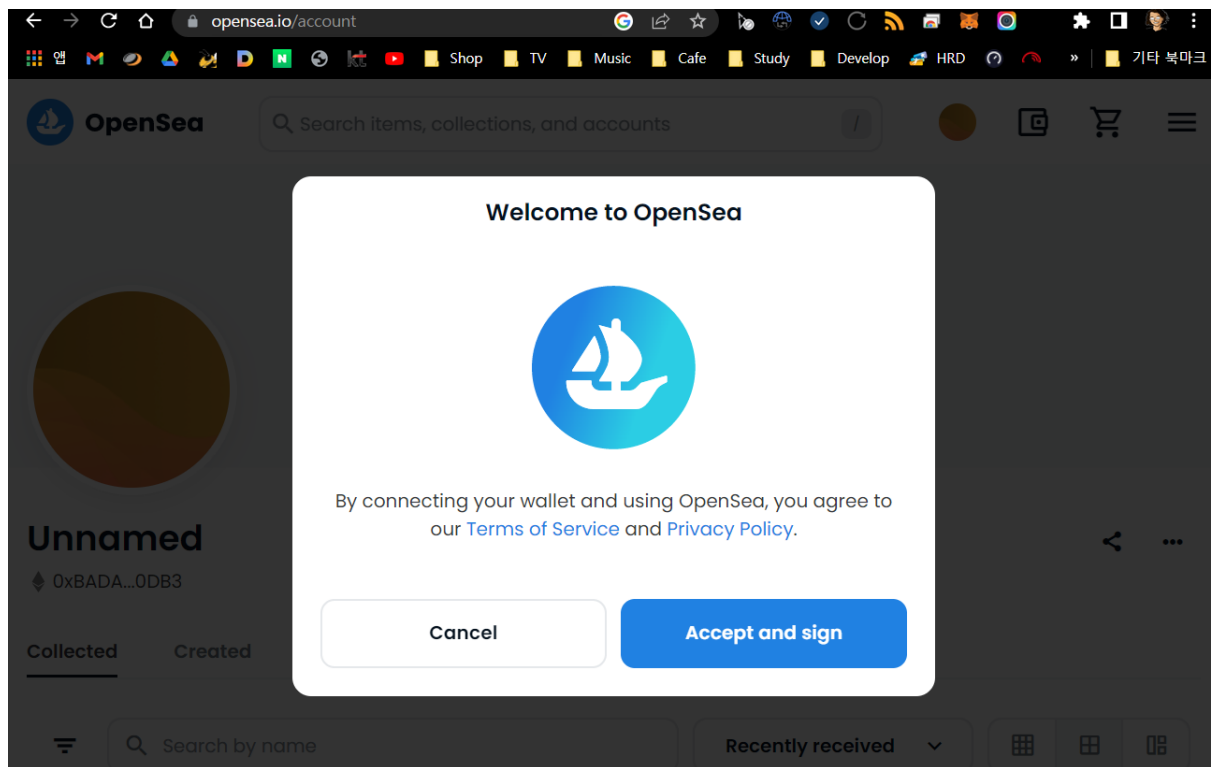 opensea.io/account
앱
D
N
kt
Shop
TV
Music
Cafe
Study
Develop
HRD
»
기타 북마크
OpenSea
Search items, collections, and accounts
/
Welcome to OpenSea
By connecting your wallet and using OpenSea, you agree to
our Terms of Service and Privacy Policy.
Unnamed
0xBADA...0DB3
Cancel
Accept and sign
Collected
Created
Search by name
Recently received